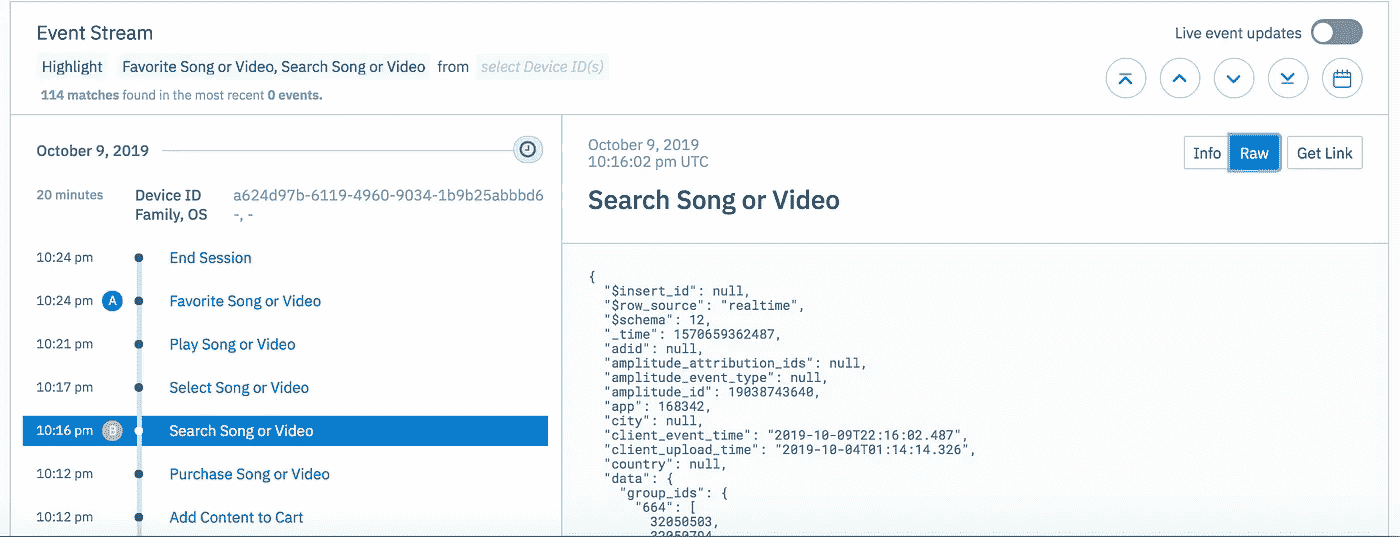 Event Stream
Live event updates
Highlight Favorite Song or Video, Search Song or Video from select Device ID(s)
114 matches found in the most recent 0 events.
October 9, 2019
20 minutes Device ID a624d97b-6119-4960-9034-1b9b25abbbd6
Family, OS -, -
10:24 pm End Session
10:24 pm A Favorite Song or Video
10:21 pm Play Song or Video
10:17 pm Select Song or Video
10:16 pm B Search Song or Video
10:12 pm Purchase Song or Video
10:12 pm Add Content to Cart
October 9, 2019
10:16:02 pm UTC
Info Raw Get Link
Search Song or Video
{
"$insert_id": null,
"$row_source": "realtime",
"$schema": 12,
"_time": 1570659362487,
"adid": null,
"amplitude_attribution_ids": null,
"amplitude_event_type": null,
"amplitude_id": 19038743640,
"app": 168342,
"city": null,
"client_event_time": "2019-10-09T22:16:02.487",
"client_upload_time": "2019-10-04T01:14:14.326",
"country": null,
"data": {
"group_ids": {
"664": [
32050503,